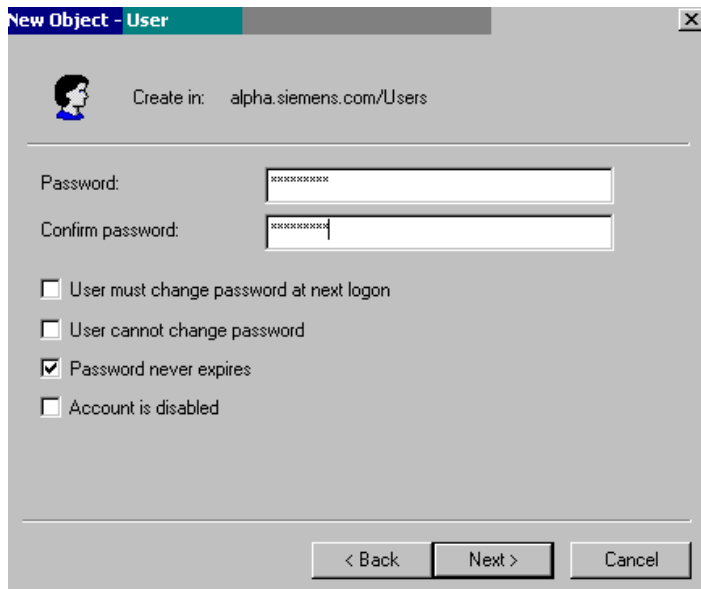 New Object - User
Create in: alpha.siemens.com/Users
Password: *********
Confirm password: *********
User must change password at next logon
User cannot change password
Password never expires
Account is disabled
< Back Next > Cancel